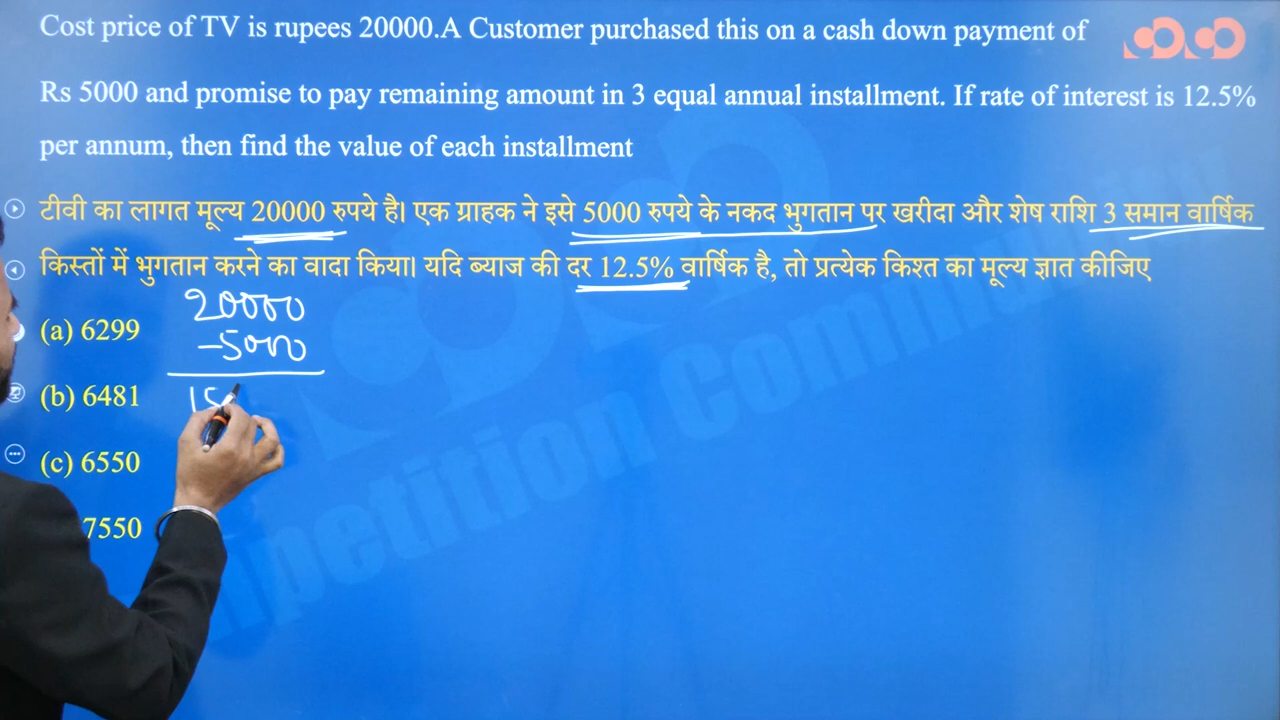 Cost price of TV is rupees 20000.A Customer purchased this on a cash down payment of
Rs 5000 and promise to pay remaining amount in 3 equal annual installment. If rate of interest is 12.5%
per annum, then find the value of each installment
टीवी का लागत मूल्य 20000 रुपये है। एक ग्राहक ने इसे 5000 रुपये के नकद भुगतान पर खरीदा और शेष राशि 3 समान वार्षिक
किस्तों में भुगतान करने का वादा किया। यदि ब्याज की दर 12.5% वार्षिक है, तो प्रत्येक किश्त का मूल्य ज्ञात कीजिए
20000
(a) 6299
-5000
(b) 6481
15
(c) 6550
7550